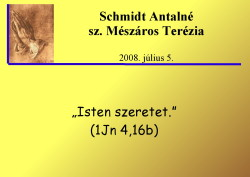 Schmidt Antalné
sz. Mészáros Terézia
2008. július 5.
„Isten szeretet.”
(1Jn 4,16b)